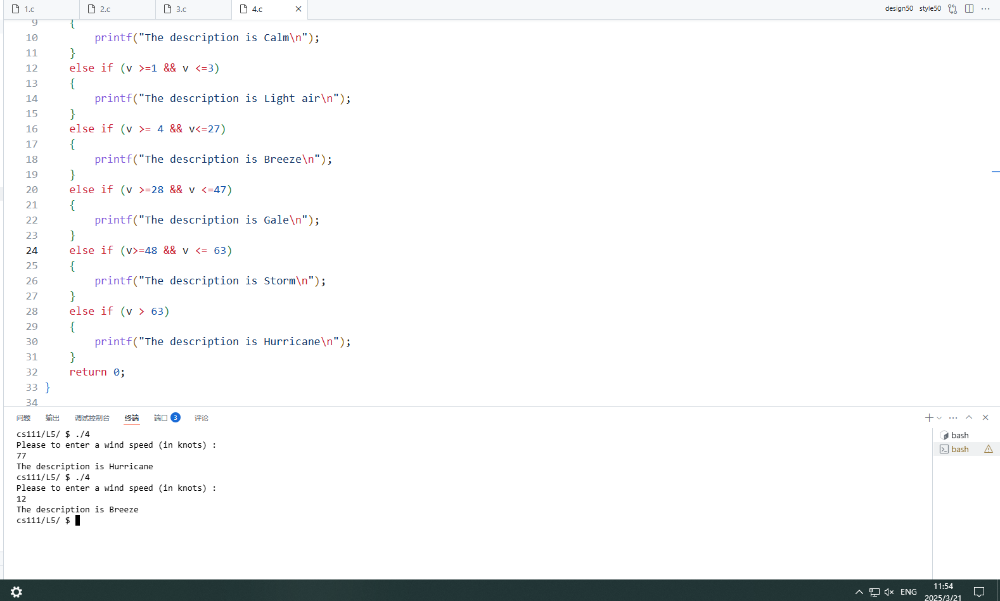 1.c 2.c 3.c 4.c design50 style50
9 {
10 printf("The description is Calm\n");
11 }
12 else if (v >=1 && v <=3)
13 {
14 printf("The description is Light air\n");
15 }
16 else if (v >= 4 && v<=27)
17 {
18 printf("The description is Breeze\n");
19 }
20 else if (v >=28 && v <=47)
21 {
22 printf("The description is Gale\n");
23 }
24 else if (v>=48 && v <= 63)
25 {
26 printf("The description is Storm\n");
27 }
28 else if (v > 63)
29 {
30 printf("The description is Hurricane\n");
31 }
32 return 0;
33 }
34
问题 输出 调试控制台 终端 端口 3 评论
cs111/L5/ $ ./4
Please to enter a wind speed (in knots) :
77
The description is Hurricane
cs111/L5/ $ ./4
Please to enter a wind speed (in knots) :
12
The description is Breeze
cs111/L5/ $
bash
bash
ENG 11:54
2025/3/21